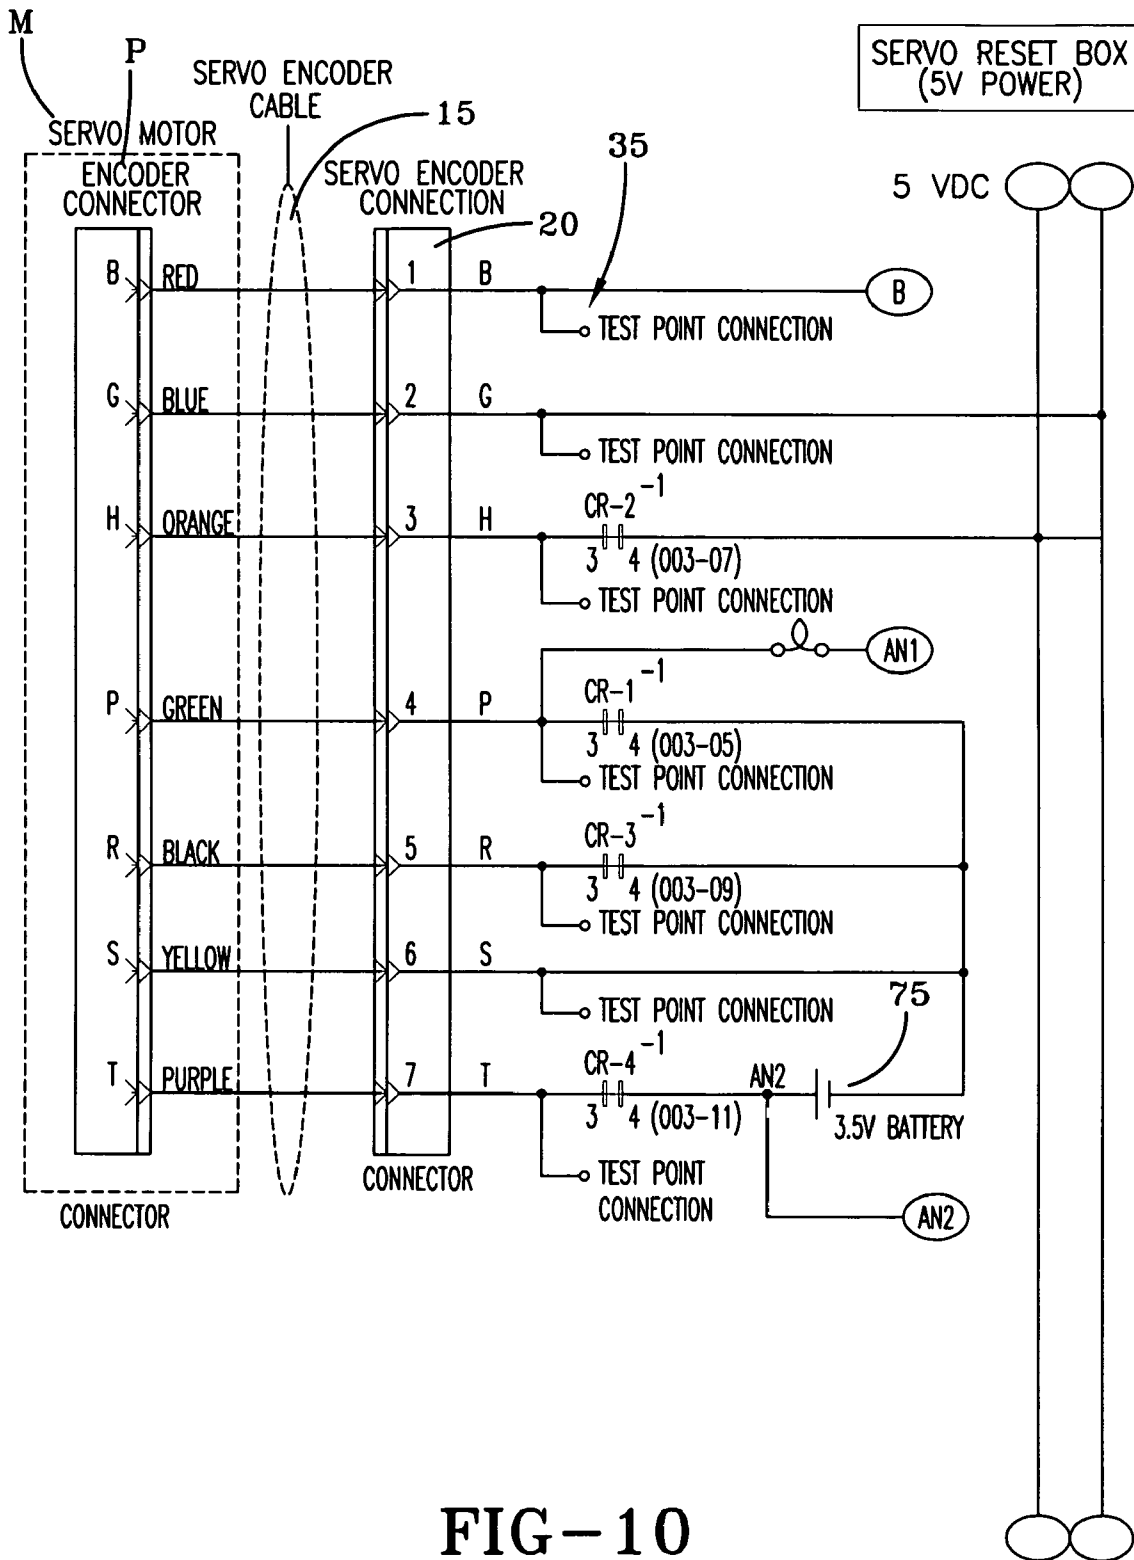 M
P
SERVO ENCODER
CABLE
15
SERVO RESET BOX
(5V POWER)
SERVO MOTOR
ENCODER
CONNECTOR
SERVO ENCODER
CONNECTION
20
35
5 VDC
B RED 1 B B
TEST POINT CONNECTION
G BLUE 2 G
TEST POINT CONNECTION
CR-2 -1
H ORANGE 3 H
3 4 (003-07)
TEST POINT CONNECTION
AN1
CR-1 -1
P GREEN 4 P
3 4 (003-05)
TEST POINT CONNECTION
CR-3 -1
R BLACK 5 R
3 4 (003-09)
TEST POINT CONNECTION
S YELLOW 6 S
TEST POINT CONNECTION
75
CR-4 -1
T PURPLE 7 T AN2
3 4 (003-11)
3.5V BATTERY
TEST POINT
CONNECTION
CONNECTOR
CONNECTOR
AN2
FIG-10